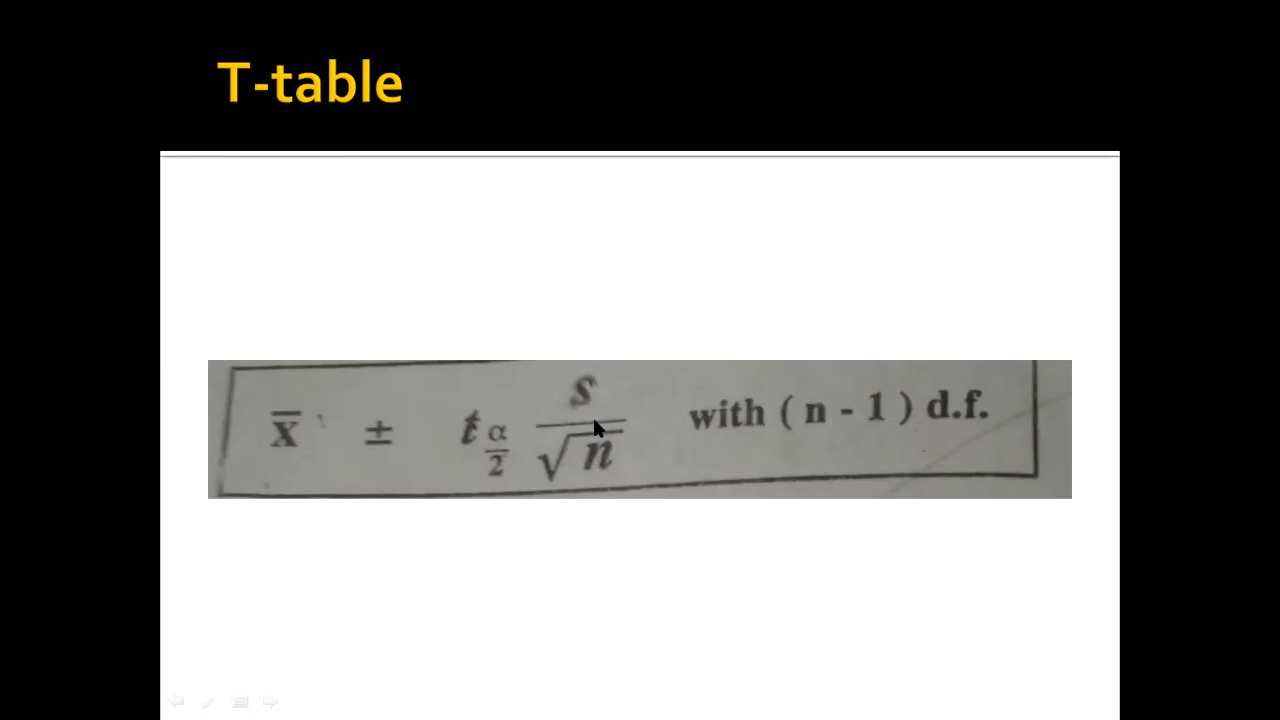 T-table
x̄ ± t α/2 s/√n with ( n - 1 ) d.f.